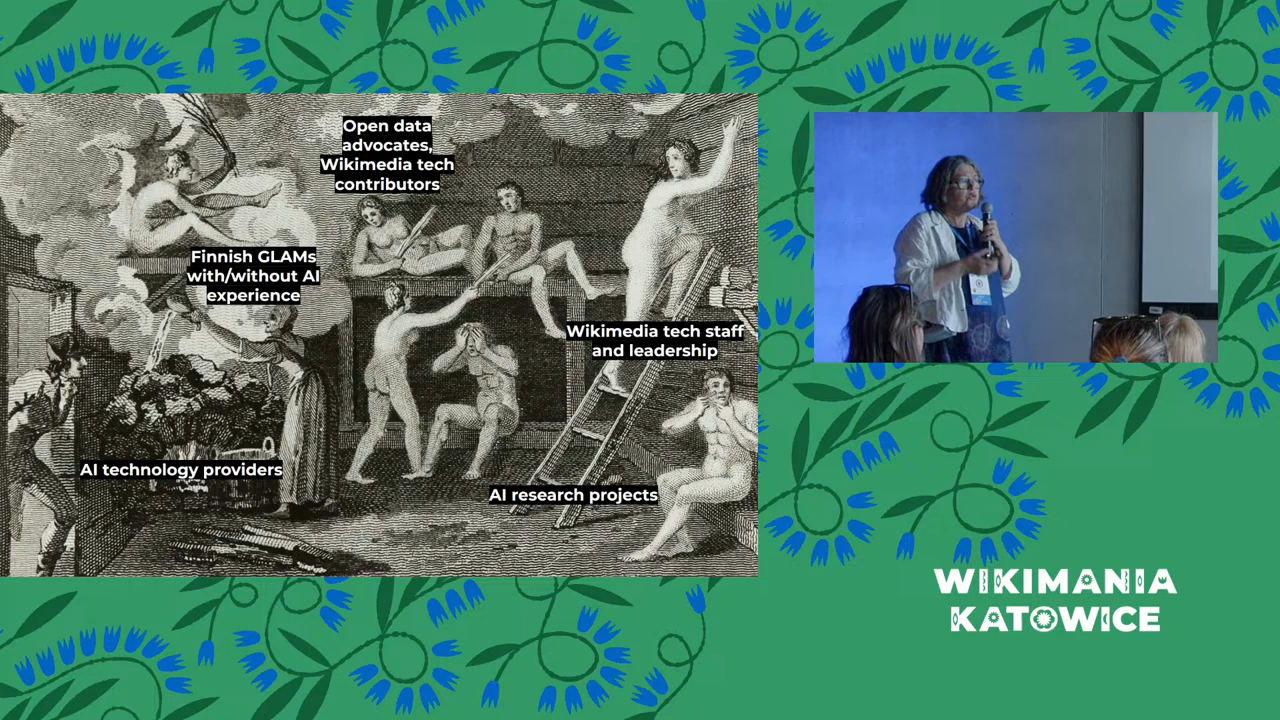 Open data
advocates,
Wikimedia tech
contributors
Finnish GLAMs
with/without AI
experience
Wikimedia tech staff
and leadership
AI technology providers
AI research projects
WIKIMANIA
KATOWICE